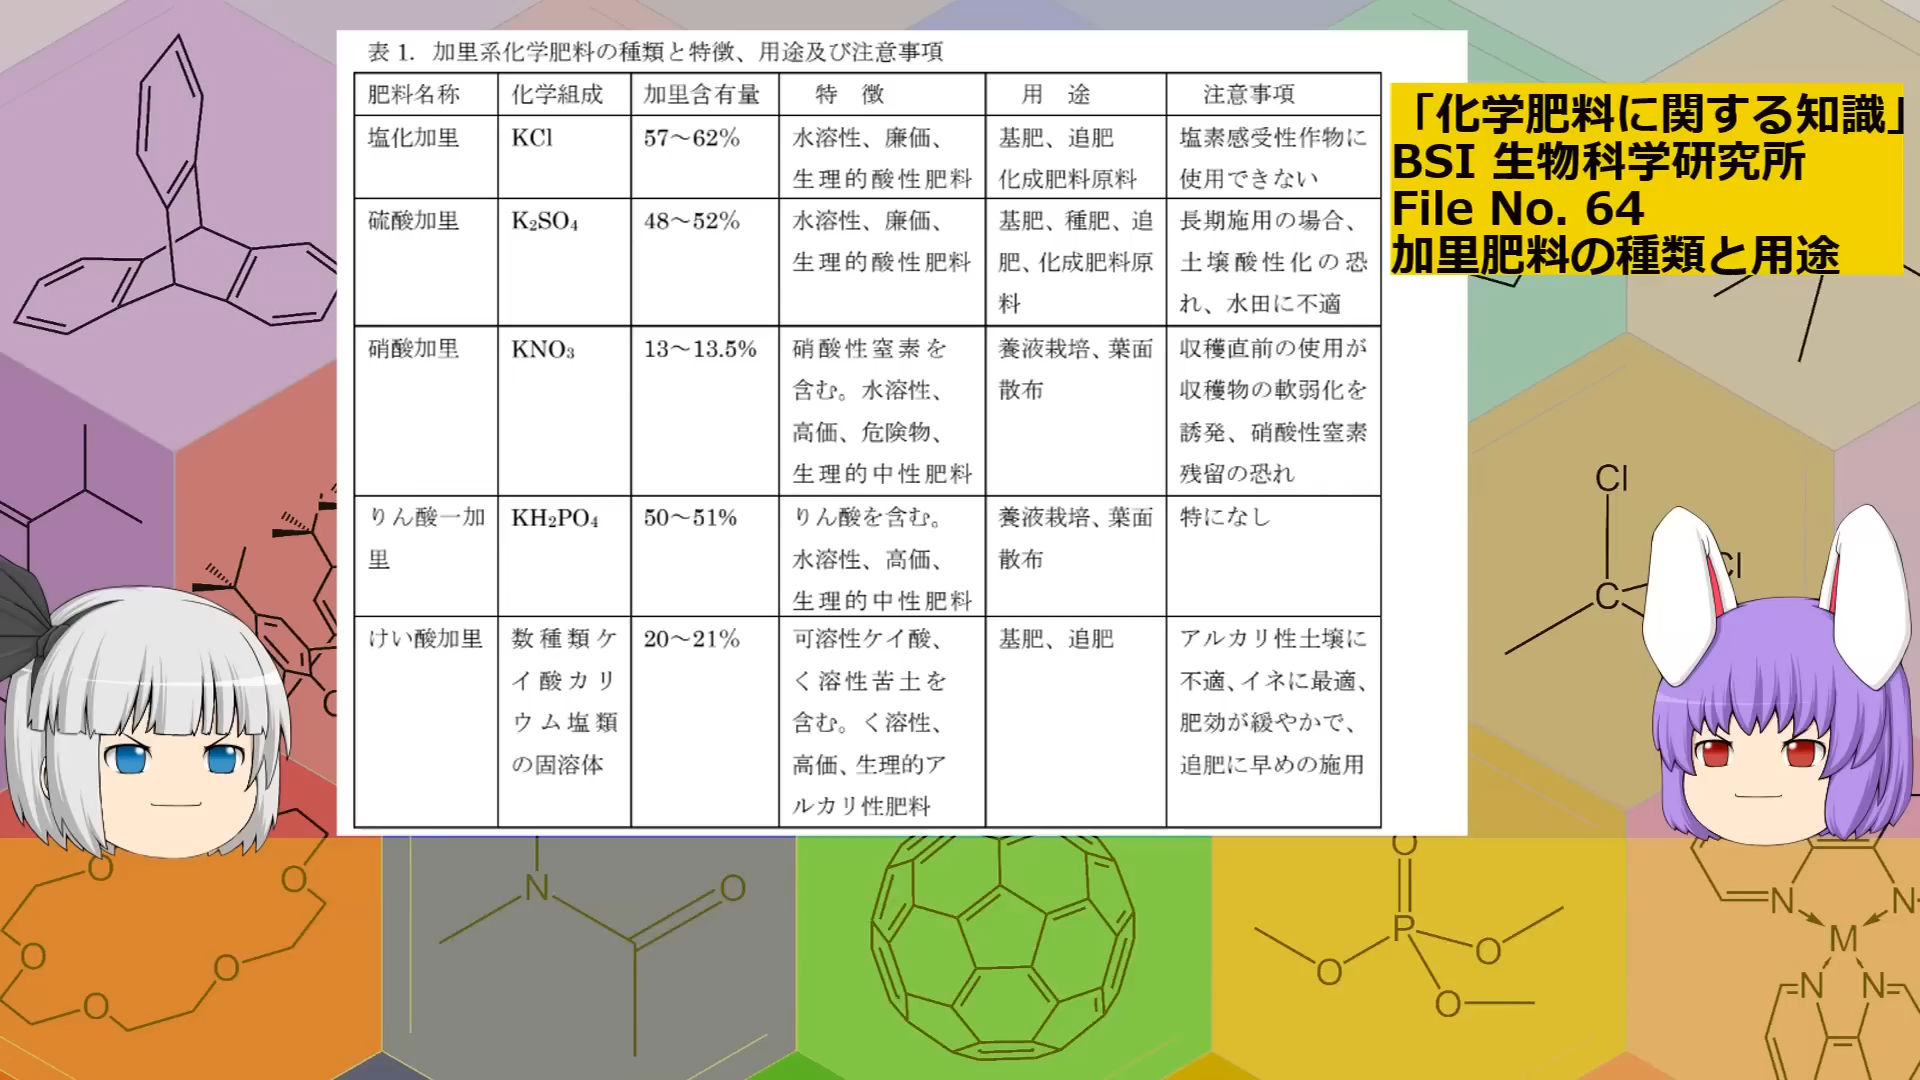 表 1. 加里系化学肥料の種類と特徴、用途及び注意事項
肥料名称 化学組成 加里含有量 特 徴 用 途 注意事項
塩化加里 KCl 57～62% 水溶性、廉価、 基肥、追肥 塩素感受性作物に
生理的酸性肥料 化成肥料原料 使用できない
硫酸加里 K₂SO₄ 48～52% 水溶性、廉価、 基肥、種肥、追 長期施用の場合、
生理的酸性肥料 肥、化成肥料原 土壌酸性化の恐
料 れ、水田に不適
硝酸加里 KNO₃ 13～13.5% 硝酸性窒素を 養液栽培、葉面 収穫直前の使用が
含む。水溶性、 散布 収穫物の軟弱化を
高価、危険物、 誘発、硝酸性窒素
生理的中性肥料 残留の恐れ
りん酸一加 KH₂PO₄ 50～51% りん酸を含む。 養液栽培、葉面 特になし
里 水溶性、高価、 散布
生理的中性肥料
けい酸加里 数種類ケ 20～21% 可溶性ケイ酸、 基肥、追肥 アルカリ性土壌に
イ酸カリ く溶性苦土を 不適、イネに最適、
ウム塩類 含む。く溶性、 肥効が緩やかで、
の固溶体 高価、生理的ア 追肥に早めの施用
ルカリ性肥料
「化学肥料に関する知識」
BSI 生物科学研究所
File No. 64
加里肥料の種類と用途
Cl
Cl
C
O
O
O
O
O
N
O
O
P
O
O
O
N
N
M
N
N